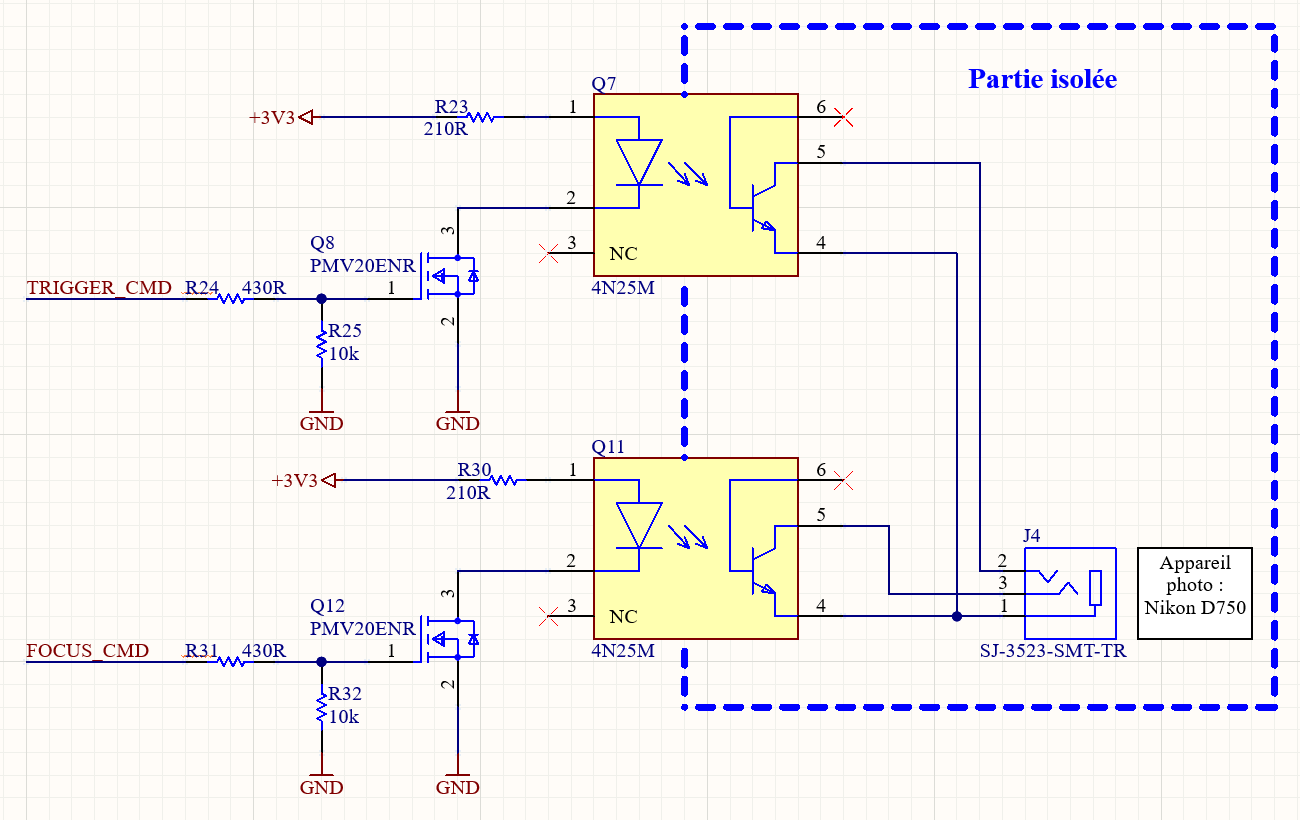 Partie isolée
Q7
+3V3
R23
210R
1
2
3
NC
6
5
4
4N25M
Q8
PMV20ENR
3
1
2
TRIGGER_CMD
R24
430R
R25
10k
GND
GND
Q11
+3V3
R30
210R
1
2
3
NC
6
5
4
4N25M
Q12
PMV20ENR
3
1
2
FOCUS_CMD
R31
430R
R32
10k
GND
GND
J4
2
3
1
SJ-3523-SMT-TR
Appareil
photo :
Nikon D750